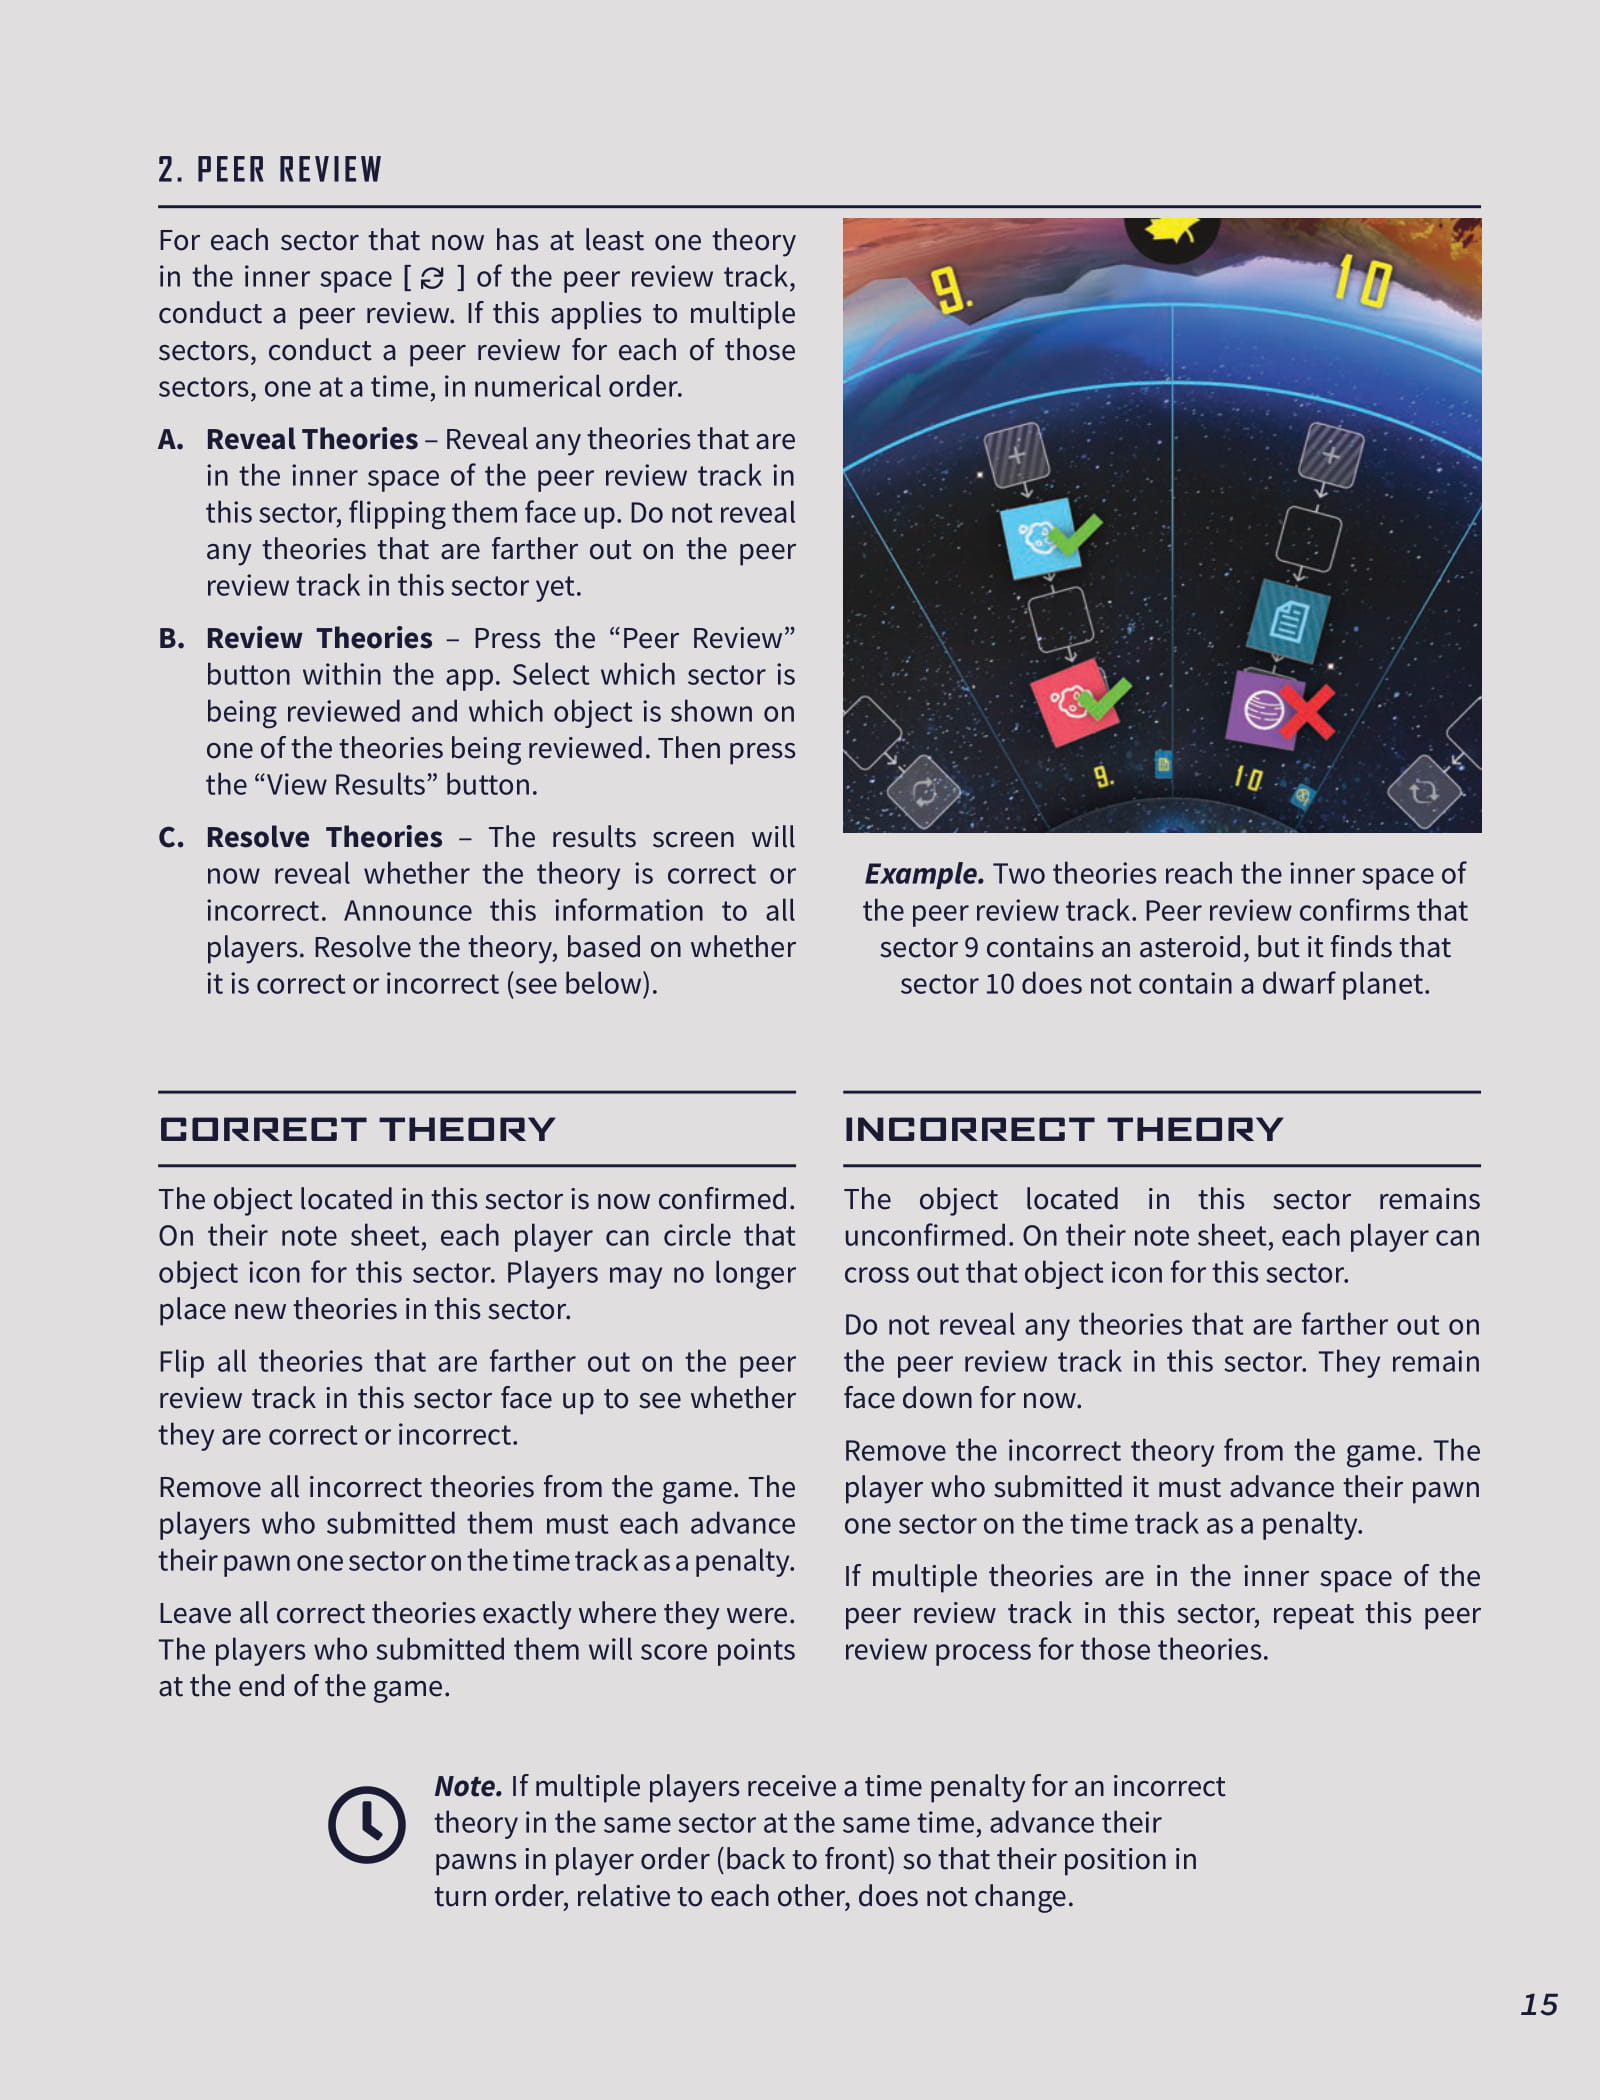 2. PEER REVIEW
For each sector that now has at least one theory
in the inner space [ ] of the peer review track,
conduct a peer review. If this applies to multiple
sectors, conduct a peer review for each of those
sectors, one at a time, in numerical order.
A. Reveal Theories – Reveal any theories that are
in the inner space of the peer review track in
this sector, flipping them face up. Do not reveal
any theories that are farther out on the peer
review track in this sector yet.
B. Review Theories – Press the “Peer Review”
button within the app. Select which sector is
being reviewed and which object is shown on
one of the theories being reviewed. Then press
the “View Results” button.
C. Resolve Theories – The results screen will
now reveal whether the theory is correct or
incorrect. Announce this information to all
players. Resolve the theory, based on whether
it is correct or incorrect (see below).
9.
10
+
+
9.
10
Example. Two theories reach the inner space of
the peer review track. Peer review confirms that
sector 9 contains an asteroid, but it finds that
sector 10 does not contain a dwarf planet.
CORRECT THEORY
The object located in this sector is now confirmed.
On their note sheet, each player can circle that
object icon for this sector. Players may no longer
place new theories in this sector.
Flip all theories that are farther out on the peer
review track in this sector face up to see whether
they are correct or incorrect.
Remove all incorrect theories from the game. The
players who submitted them must each advance
their pawn one sector on the time track as a penalty.
Leave all correct theories exactly where they were.
The players who submitted them will score points
at the end of the game.
INCORRECT THEORY
The object located in this sector remains
unconfirmed. On their note sheet, each player can
cross out that object icon for this sector.
Do not reveal any theories that are farther out on
the peer review track in this sector. They remain
face down for now.
Remove the incorrect theory from the game. The
player who submitted it must advance their pawn
one sector on the time track as a penalty.
If multiple theories are in the inner space of the
peer review track in this sector, repeat this peer
review process for those theories.
Note. If multiple players receive a time penalty for an incorrect
theory in the same sector at the same time, advance their
pawns in player order (back to front) so that their position in
turn order, relative to each other, does not change.
15